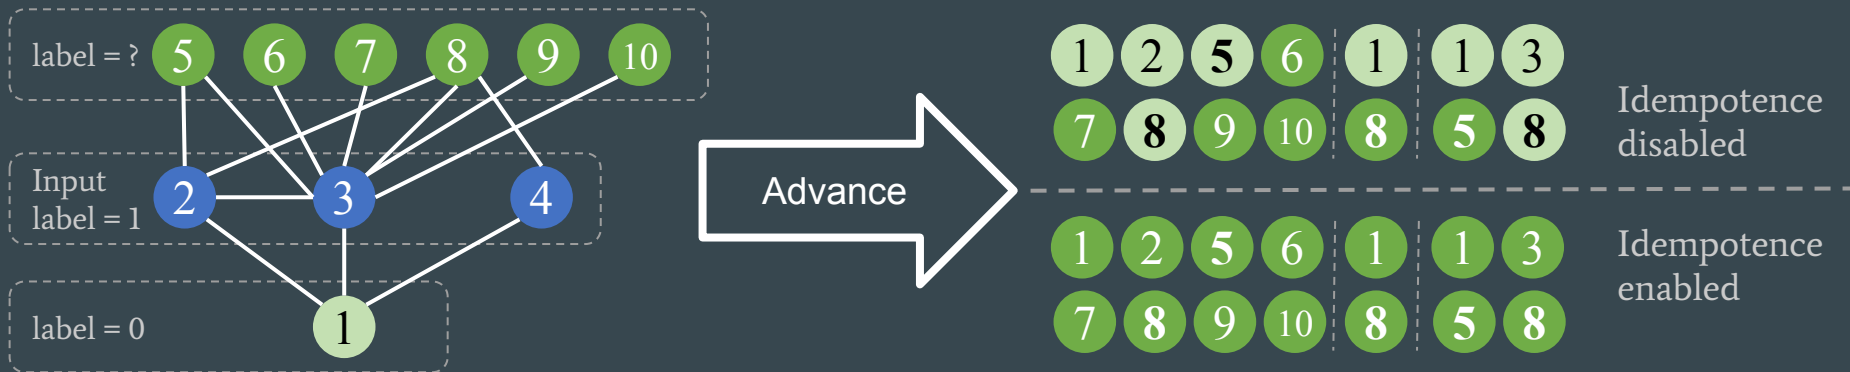 label = ? 5 6 7 8 9 10
Input
label = 1
2 3 4
label = 0 1
Advance
1 2 5 6 1 1 3
7 8 9 10 8 5 8
Idempotence
disabled
1 2 5 6 1 1 3
7 8 9 10 8 5 8
Idempotence
enabled